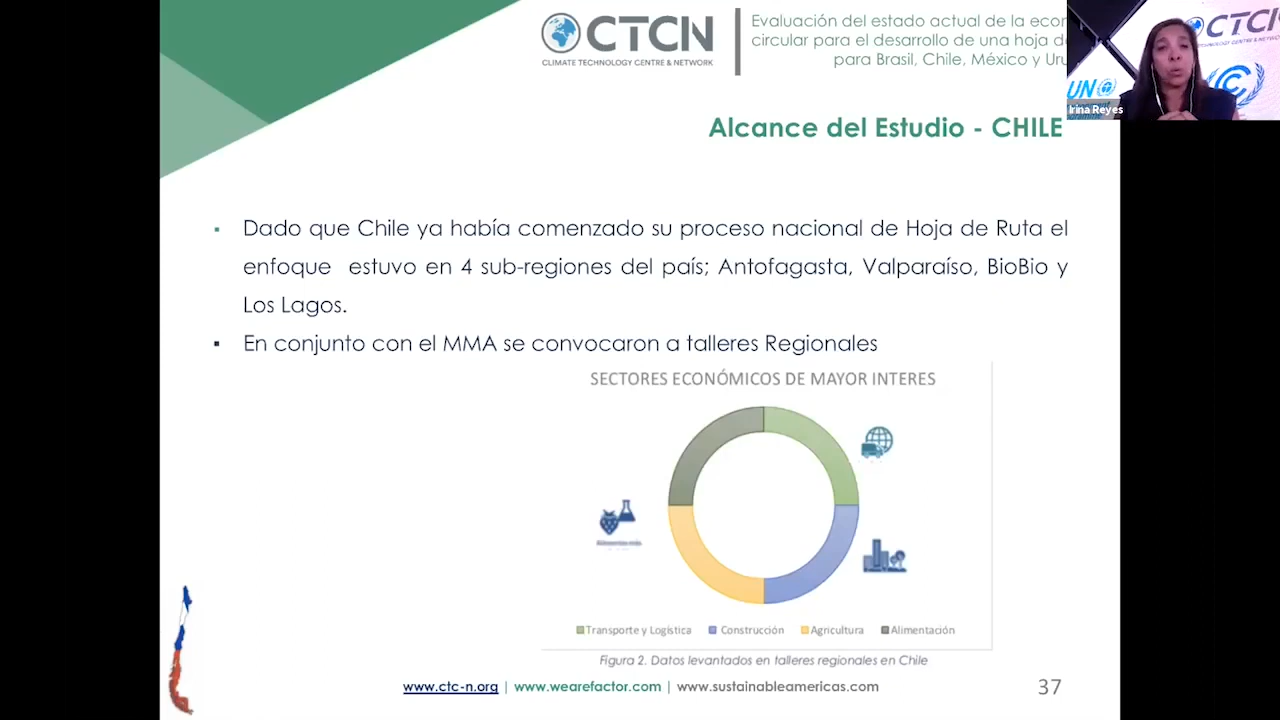 CTCN
CLIMATE TECHNOLOGY CENTRE & NETWORK
Evaluación del estado actual de la econ
circular para el desarrollo de una hoja d
para Brasil, Chile, México y Uru
CTCN
UN
Irina Reyes
Alcance del Estudio - CHILE
▪ Dado que Chile ya había comenzado su proceso nacional de Hoja de Ruta el
enfoque estuvo en 4 sub-regiones del país; Antofagasta, Valparaíso, BioBio y
Los Lagos.
▪ En conjunto con el MMA se convocaron a talleres Regionales
SECTORES ECONÓMICOS DE MAYOR INTERES
Transporte y Logística Construcción Agricultura Alimentación
Figura 2. Datos levantados en talleres regionales en Chile
www.ctc-n.org | www.wearefactor.com | www.sustainableamericas.com
37